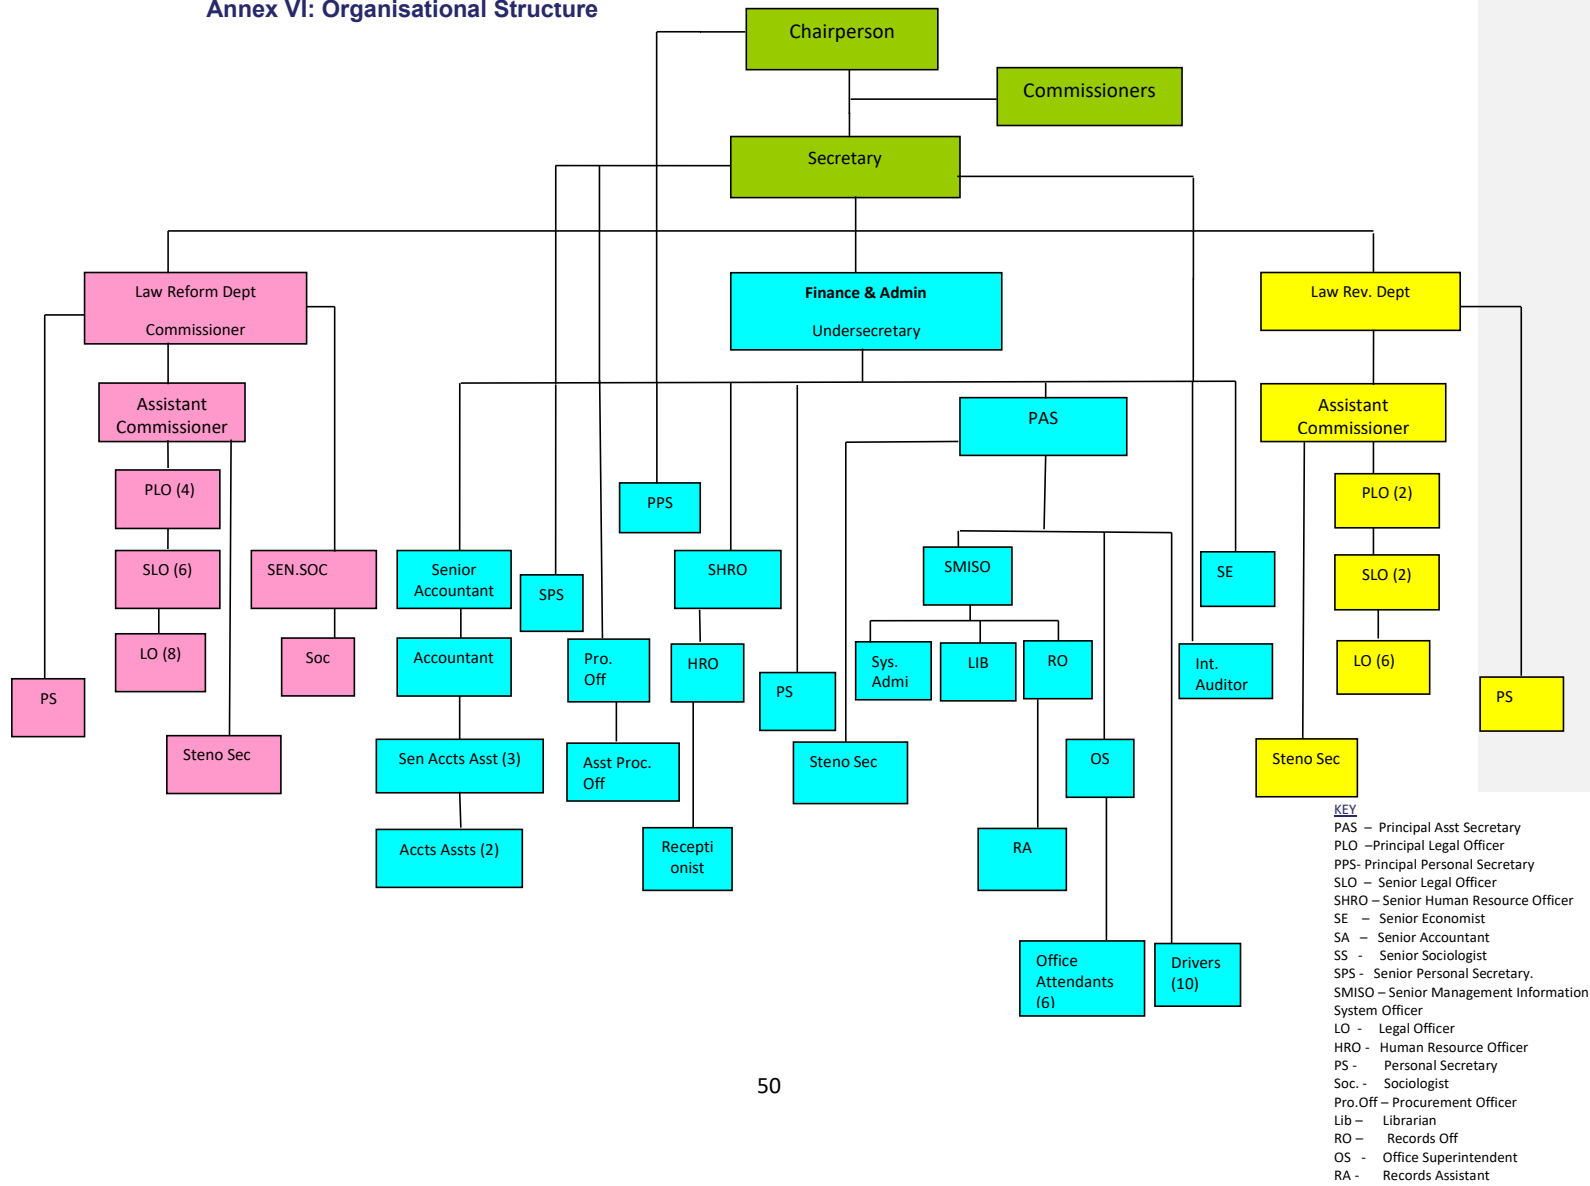 Annex VI: Organisational Structure
Chairperson
Commissioners
Secretary
Law Reform Dept
Commissioner
Finance & Admin
Undersecretary
Law Rev. Dept
Assistant
Commissioner
PAS
Assistant
Commissioner
PLO (4)
PPS
PLO (2)
SLO (6)
SEN.SOC
Senior
Accountant
SPS
SHRO
SMISO
SE
SLO (2)
LO (8)
Soc
Accountant
Pro.
Off
HRO
Sys.
Admi
LIB
RO
Int.
Auditor
LO (6)
PS
PS
PS
Steno Sec
Sen Accts Asst (3)
Asst Proc.
Off
Steno Sec
OS
Steno Sec
Accts Assts (2)
Recepti
onist
RA
Office
Attendants
(6)
Drivers
(10)
KEY
PAS – Principal Asst Secretary
PLO –Principal Legal Officer
PPS- Principal Personal Secretary
SLO – Senior Legal Officer
SHRO – Senior Human Resource Officer
SE – Senior Economist
SA – Senior Accountant
SS - Senior Sociologist
SPS - Senior Personal Secretary.
SMISO – Senior Management Information
System Officer
LO - Legal Officer
HRO - Human Resource Officer
PS - Personal Secretary
Soc. - Sociologist
Pro.Off – Procurement Officer
Lib – Librarian
RO – Records Off
OS - Office Superintendent
RA - Records Assistant
50